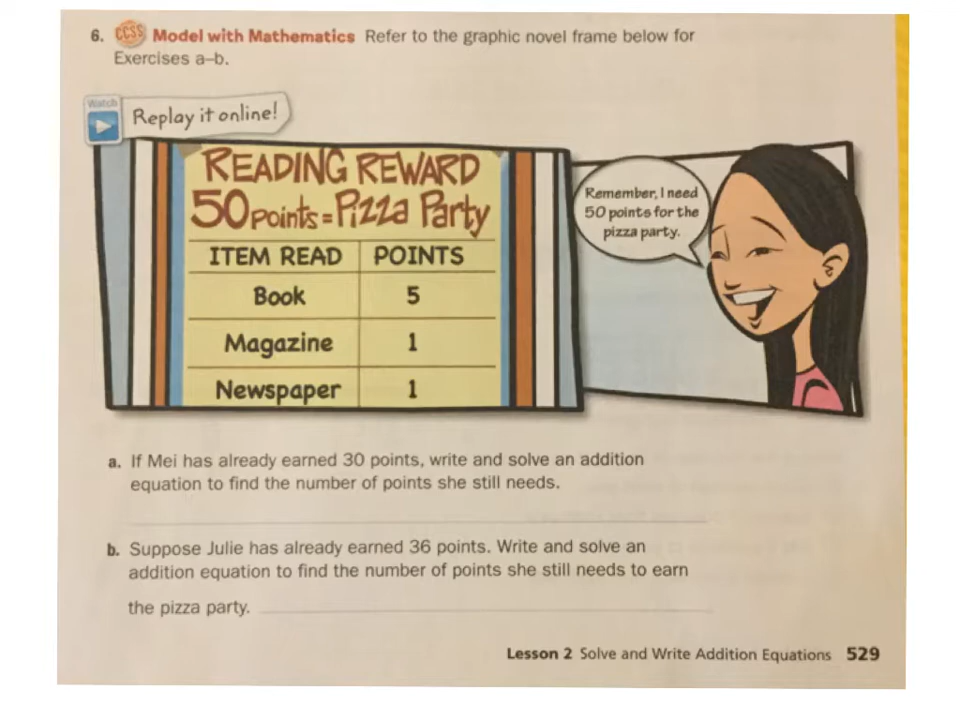 6. CCSS Model with Mathematics Refer to the graphic novel frame below for
Exercises a–b.
Watch
Replay it online!
READING REWARD
50 points = Pizza Party
ITEM READ POINTS
Book 5
Magazine 1
Newspaper 1
Remember, I need
50 points for the
pizza party.
a. If Mei has already earned 30 points, write and solve an addition
equation to find the number of points she still needs.
b. Suppose Julie has already earned 36 points. Write and solve an
addition equation to find the number of points she still needs to earn
the pizza party.
Lesson 2 Solve and Write Addition Equations 529